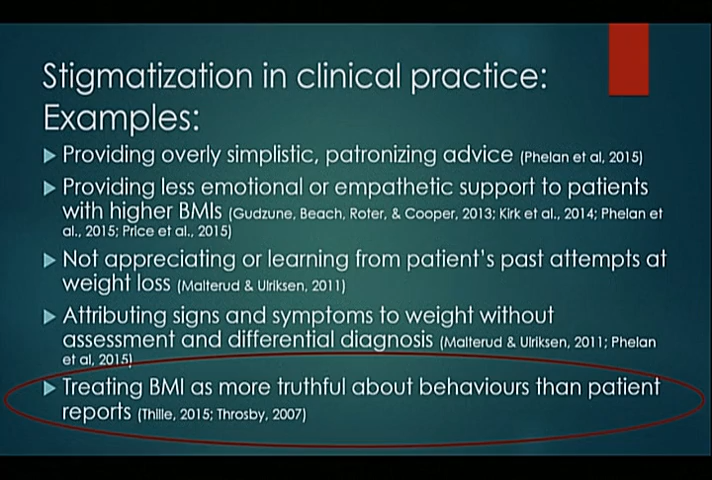 Stigmatization in clinical practice:
Examples:
Providing overly simplistic, patronizing advice (Phelan et al, 2015)
Providing less emotional or empathetic support to patients
with higher BMIs (Gudzune, Beach, Roter, & Cooper, 2013; Kirk et al., 2014; Phelan et
al., 2015; Price et al., 2015)
Not appreciating or learning from patient's past attempts at
weight loss (Malterud & Ulriksen, 2011)
Attributing signs and symptoms to weight without
assessment and differential diagnosis (Malterud & Ulriksen, 2011; Phelan
et al, 2015)
Treating BMI as more truthful about behaviours than patient
reports (Thille, 2015; Throsby, 2007)